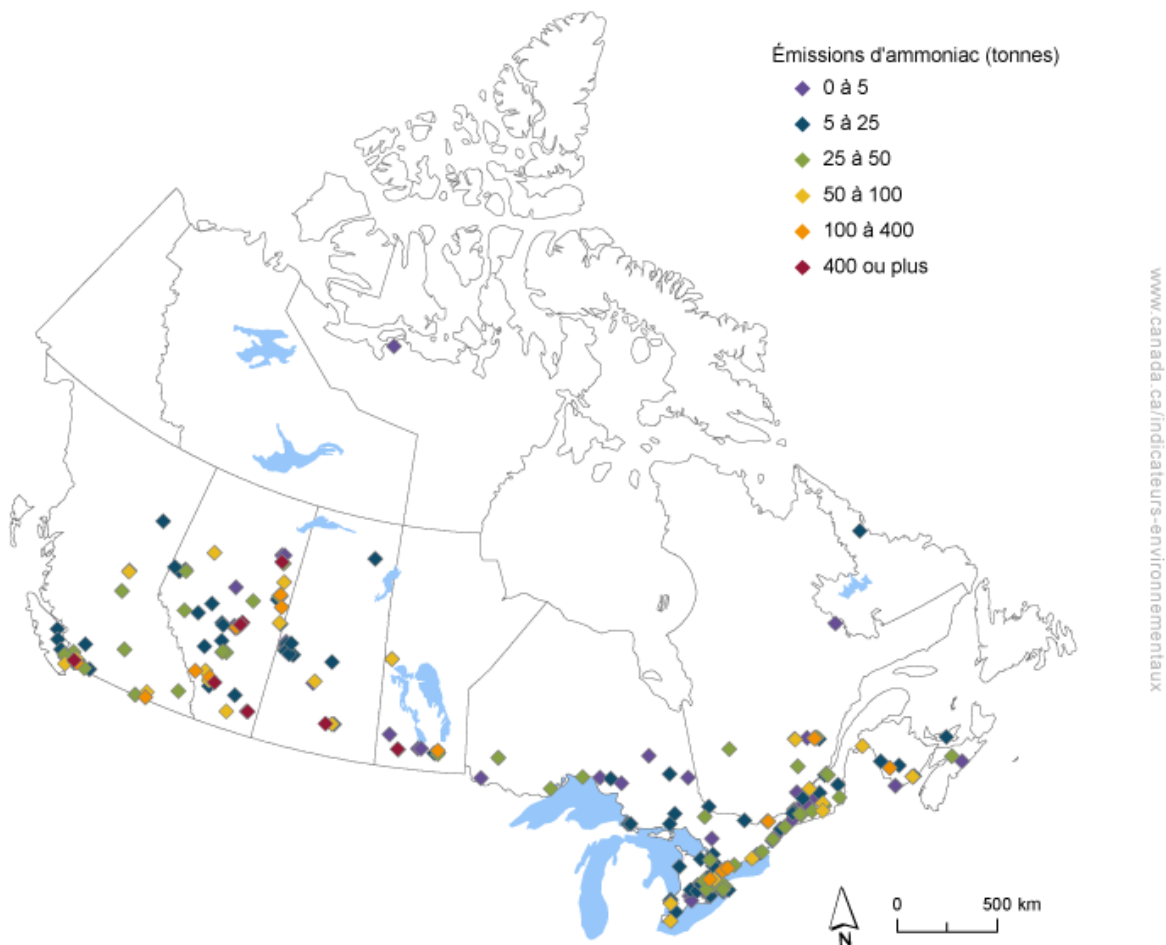 Émissions d'ammoniac (tonnes)
0 à 5
5 à 25
25 à 50
50 à 100
100 à 400
400 ou plus
www.canada.ca/indicateurs-environnementaux
0 500 km
N